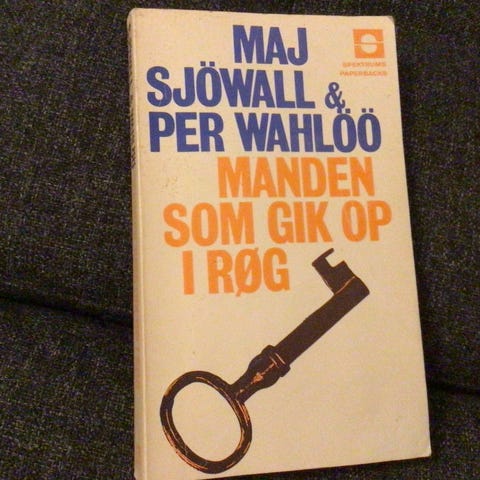 MAJ
SJÖWALL &
PER WAHLÖÖ
SPEKTRUMS
PAPERBACKS
MANDEN
SOM GIK OP
I RØG